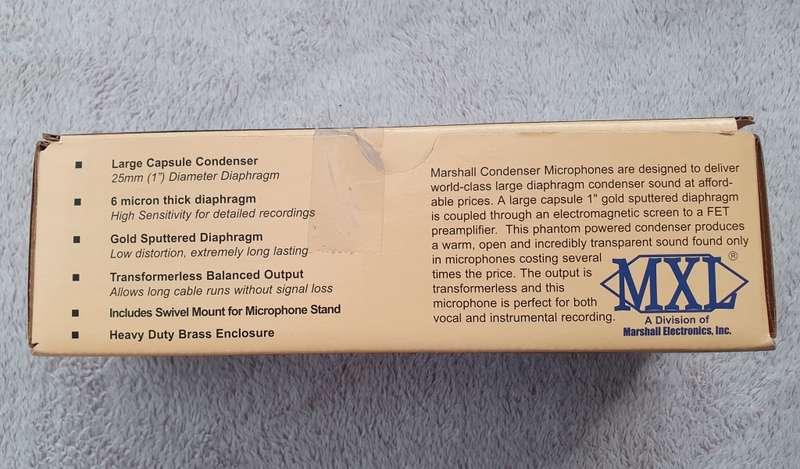 Large Capsule Condenser
25mm (1") Diameter Diaphragm
6 micron thick diaphragm
High Sensitivity for detailed recordings
Gold Sputtered Diaphragm
Low distortion, extremely long lasting
Transformerless Balanced Output
Allows long cable runs without signal loss
Includes Swivel Mount for Microphone Stand
Heavy Duty Brass Enclosure
Marshall Condenser Microphones are designed to deliver
world-class large diaphragm condenser sound at afford-
able prices. A large capsule 1" gold sputtered diaphragm
is coupled through an electromagnetic screen to a FET
preamplifier. This phantom powered condenser produces
a warm, open and incredibly transparent sound found only
in microphones costing several
times the price. The output is
transformerless and this
microphone is perfect for both
vocal and instrumental recording.
MXL®
A Division of
Marshall Electronics, Inc.